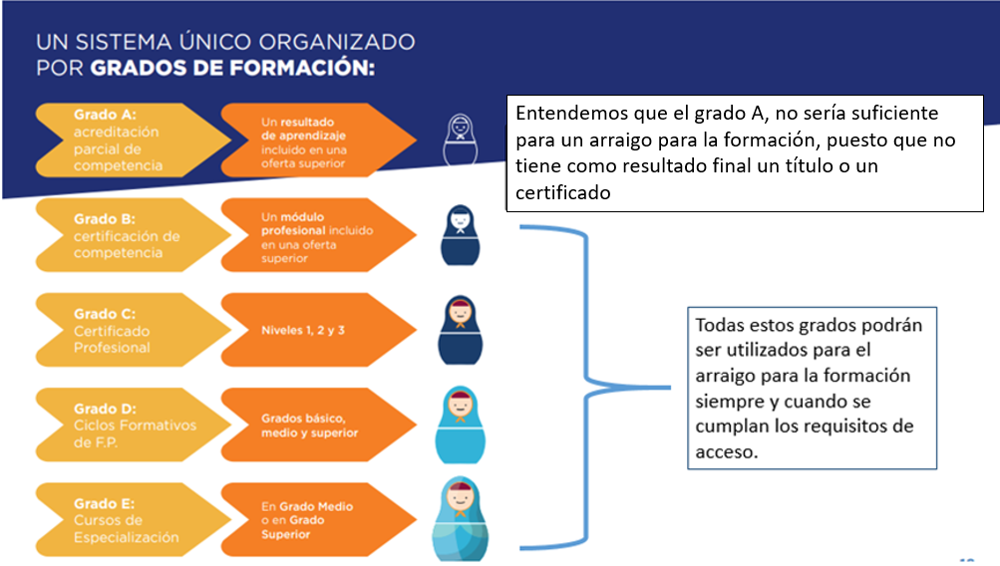 UN SISTEMA ÚNICO ORGANIZADO
POR GRADOS DE FORMACIÓN:
Grado A:
acreditación
parcial de
competencia
Un resultado
de aprendizaje
incluido en una
oferta superior
Entendemos que el grado A, no sería suficiente
para un arraigo para la formación, puesto que no
tiene como resultado final un título o un
certificado
Grado B:
certificación de
competencia
Un módulo
profesional incluido
en una oferta
superior
Grado C:
Certificado
Profesional
Niveles 1, 2 y 3
Todas estos grados podrán
ser utilizados para el
arraigo para la formación
siempre y cuando se
cumplan los requisitos de
acceso.
Grado D:
Ciclos Formativos
de F.P.
Grados básico,
medio y superior
Grado E:
Cursos de
Especialización
En Grado Medio
o en Grado
Superior